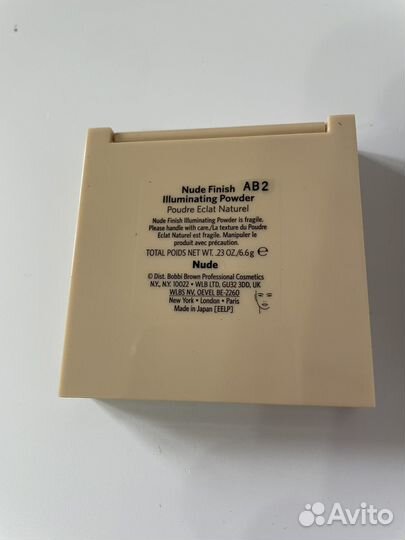 Nude Finish AB2
Illuminating Powder
Poudre Eclat Naturel
Nude Finish Illuminating Powder is fragile.
Please handle with care./La texture du Poudre
Eclat Naturel est fragile. Manipuler le
produit avec précaution.
TOTAL POIDS NET WT. .23 OZ./6.6g ℮
Nude
© Dist. Bobbi Brown Professional Cosmetics
N.Y., N.Y. 10022 • WLB LTD, GU32 3DD, UK
WLBS NV, OEVEL BE-2260
New York • London • Paris
Made in Japan [EELP]
Avito